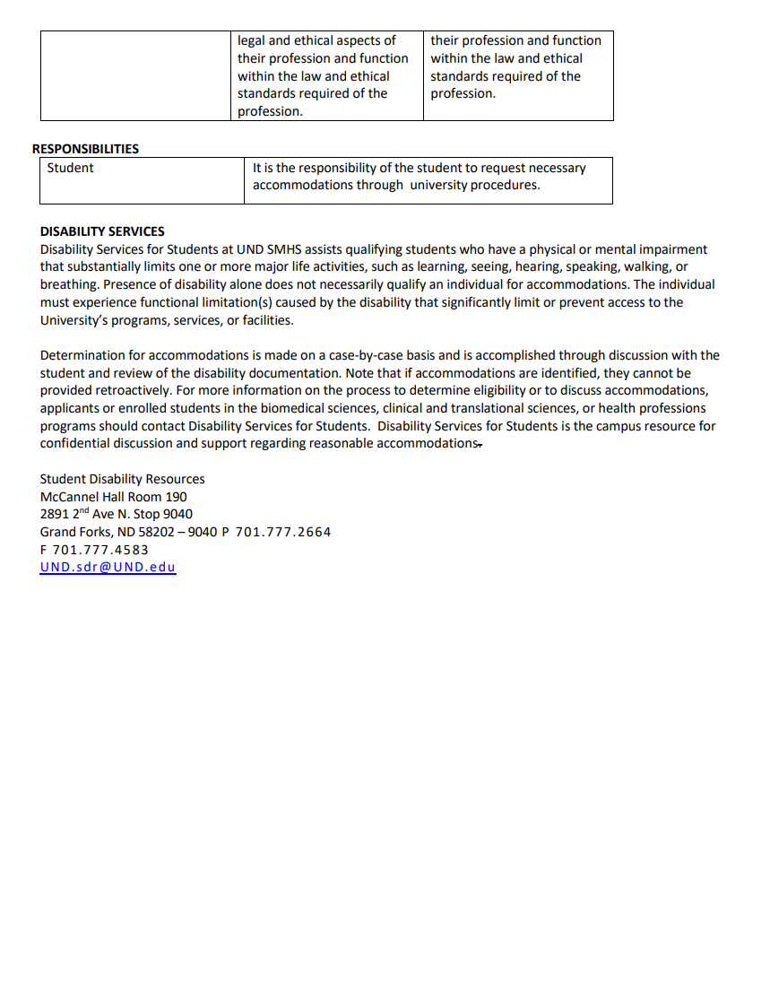 legal and ethical aspects of
their profession and function
within the law and ethical
standards required of the
profession.
their profession and function
within the law and ethical
standards required of the
profession.
RESPONSIBILITIES
Student
It is the responsibility of the student to request necessary
accommodations through  university procedures.
DISABILITY SERVICES
Disability Services for Students at UND SMHS assists qualifying students who have a physical or mental impairment
that substantially limits one or more major life activities, such as learning, seeing, hearing, speaking, walking, or
breathing. Presence of disability alone does not necessarily qualify an individual for accommodations. The individual
must experience functional limitation(s) caused by the disability that significantly limit or prevent access to the
University’s programs, services, or facilities.
Determination for accommodations is made on a case-by-case basis and is accomplished through discussion with the
student and review of the disability documentation. Note that if accommodations are identified, they cannot be
provided retroactively. For more information on the process to determine eligibility or to discuss accommodations,
applicants or enrolled students in the biomedical sciences, clinical and translational sciences, or health professions
programs should contact Disability Services for Students.  Disability Services for Students is the campus resource for
confidential discussion and support regarding reasonable accommodations.
Student Disability Resources
McCannel Hall Room 190
2891 2nd Ave N. Stop 9040
Grand Forks, ND 58202 – 9040 P 701.777.2664
F 701.777.4583
UND.sdr@UND.edu